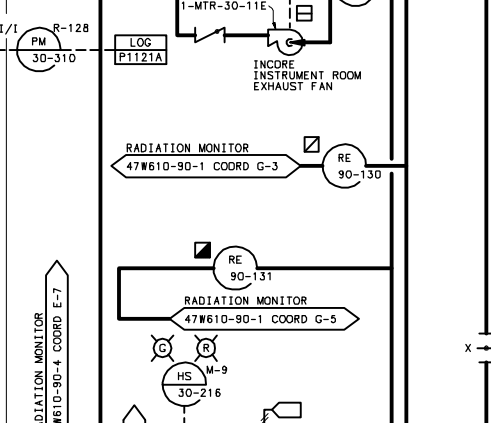 1-MTR-30-11E
I/I
R-128
PM
30-310
LOG
P1121A
INCORE
INSTRUMENT ROOM
EXHAUST FAN
RADIATION MONITOR
47W610-90-1 COORD G-3
RE
90-130
RE
90-131
RADIATION MONITOR
47W610-90-1 COORD G-5
G
R
M-9
HS
30-216
X
DIATION MONITOR
W610-90-4 COORD E-7